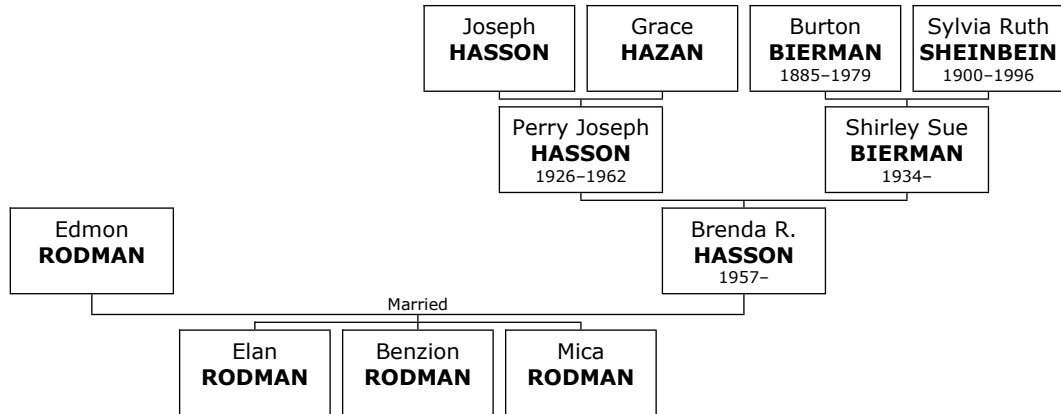 Joseph
HASSON
Grace
HAZAN
Burton
BIERMAN
1885–1979
Sylvia Ruth
SHEINBEIN
1900–1996
Perry Joseph
HASSON
1926–1962
Shirley Sue
BIERMAN
1934–
Edmon
RODMAN
Brenda R.
HASSON
1957–
Married
Elan
RODMAN
Benzion
RODMAN
Mica
RODMAN